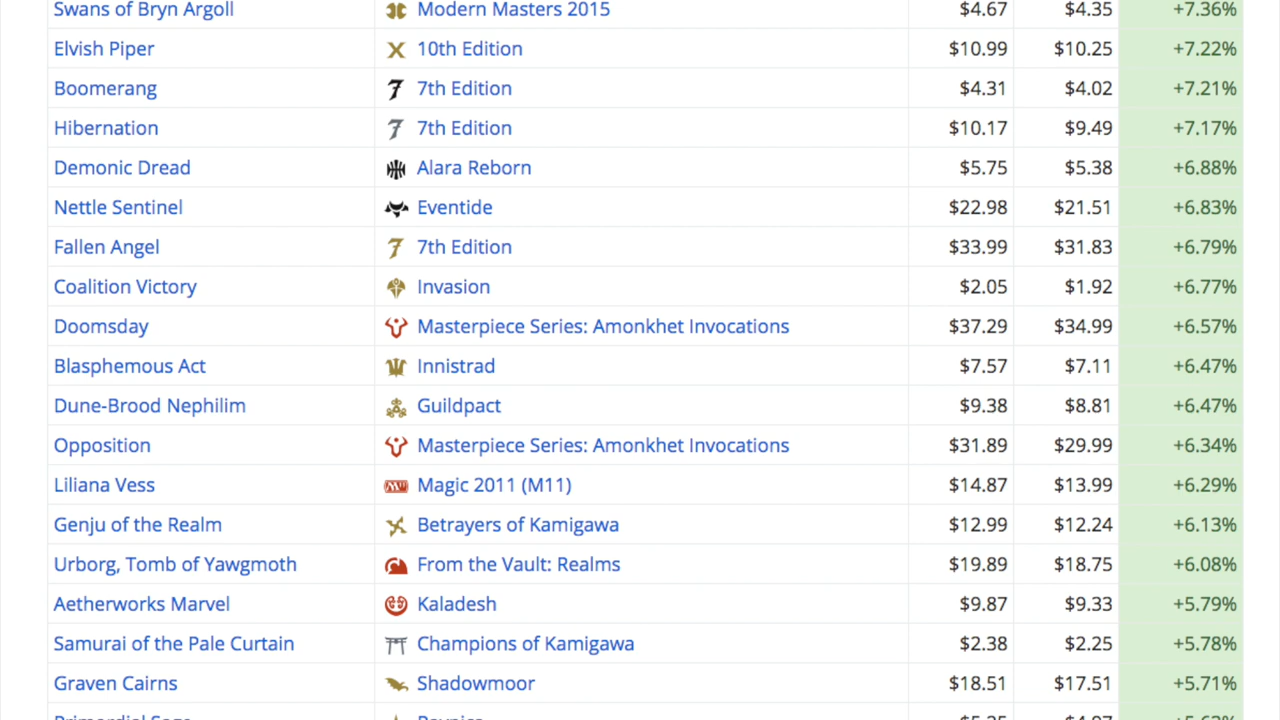 Swans of Bryn Argoll Modern Masters 2015 $4.67 $4.35 +7.36%
Elvish Piper 10th Edition $10.99 $10.25 +7.22%
Boomerang 7th Edition $4.31 $4.02 +7.21%
Hibernation 7th Edition $10.17 $9.49 +7.17%
Demonic Dread Alara Reborn $5.75 $5.38 +6.88%
Nettle Sentinel Eventide $22.98 $21.51 +6.83%
Fallen Angel 7th Edition $33.99 $31.83 +6.79%
Coalition Victory Invasion $2.05 $1.92 +6.77%
Doomsday Masterpiece Series: Amonkhet Invocations $37.29 $34.99 +6.57%
Blasphemous Act Innistrad $7.57 $7.11 +6.47%
Dune-Brood Nephilim Guildpact $9.38 $8.81 +6.47%
Opposition Masterpiece Series: Amonkhet Invocations $31.89 $29.99 +6.34%
Liliana Vess Magic 2011 (M11) $14.87 $13.99 +6.29%
Genju of the Realm Betrayers of Kamigawa $12.99 $12.24 +6.13%
Urborg, Tomb of Yawgmoth From the Vault: Realms $19.89 $18.75 +6.08%
Aetherworks Marvel Kaladesh $9.87 $9.33 +5.79%
Samurai of the Pale Curtain Champions of Kamigawa $2.38 $2.25 +5.78%
Graven Cairns Shadowmoor $18.51 $17.51 +5.71%